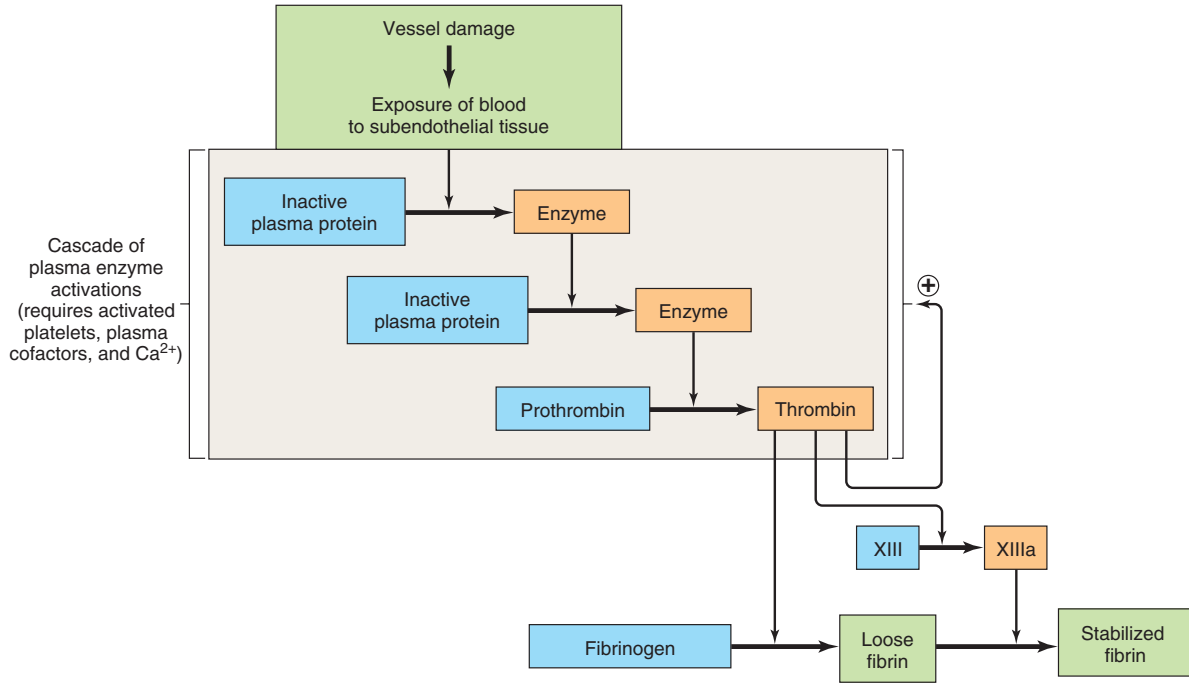 Vessel damage
Exposure of blood
to subendothelial tissue
Inactive
plasma protein
Enzyme
Cascade of
plasma enzyme
activations
(requires activated
platelets, plasma
cofactors, and Ca²⁺)
Inactive
plasma protein
Enzyme
+
Prothrombin
Thrombin
XIII
XIIIa
Fibrinogen
Loose
fibrin
Stabilized
fibrin